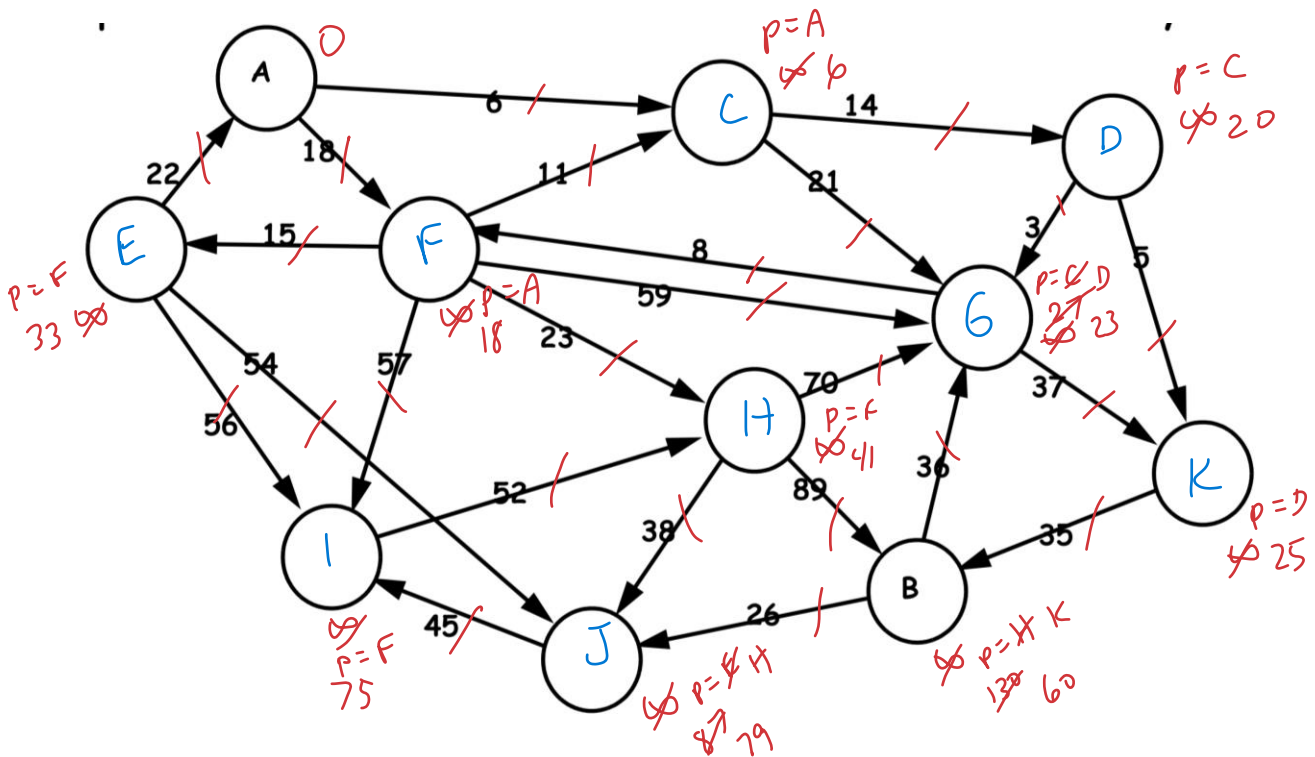 A
0
p=A
∞ 6
C
p=C
∞ 20
D
6
14
22
18
11
21
E
15
F
8
59
3
5
G
p=F
33 ∞
p=A
∞
18
p=C D
27
∞ 23
54
57
23
56
H
70
37
p=F
∞ 41
K
52
89
36
p=D
∞ 25
I
38
35
B
45
26
J
∞
p=F
75
p=E H
∞
87 79
p=H K
∞
130 60